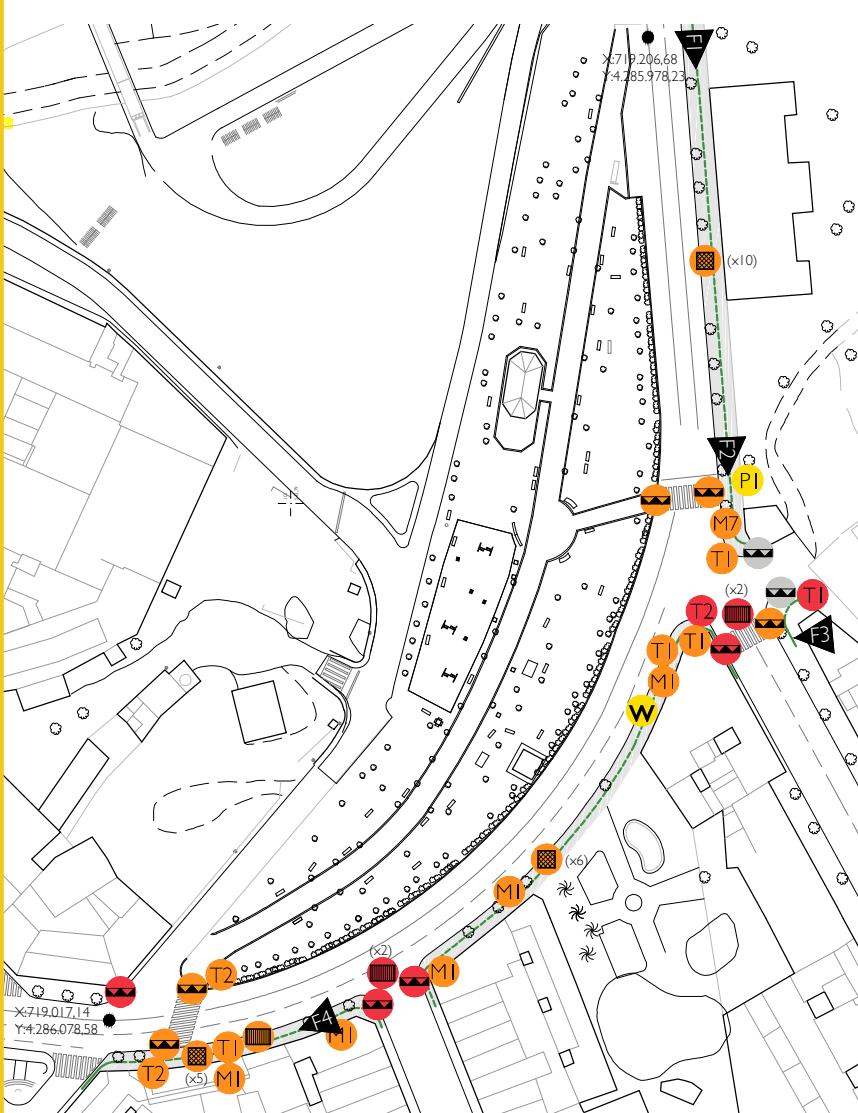 F1
X:719.206,68
Y:4.285.978,23
(x10)
F2
P1
M7
T1
(x2)
T1
T2
T1
F3
T1
M1
W
(x6)
M1
(x2)
M1
T2
X:719.017,14
Y:4.286.078,58
F4
M1
T1
(x5)
T2
M1